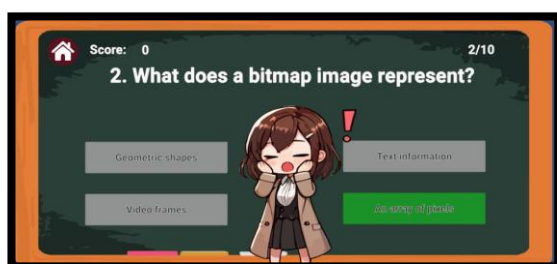 Score: 0
2/10
2. What does a bitmap image represent?
Geometric shapes
Text information
Video frames
An array of pixels